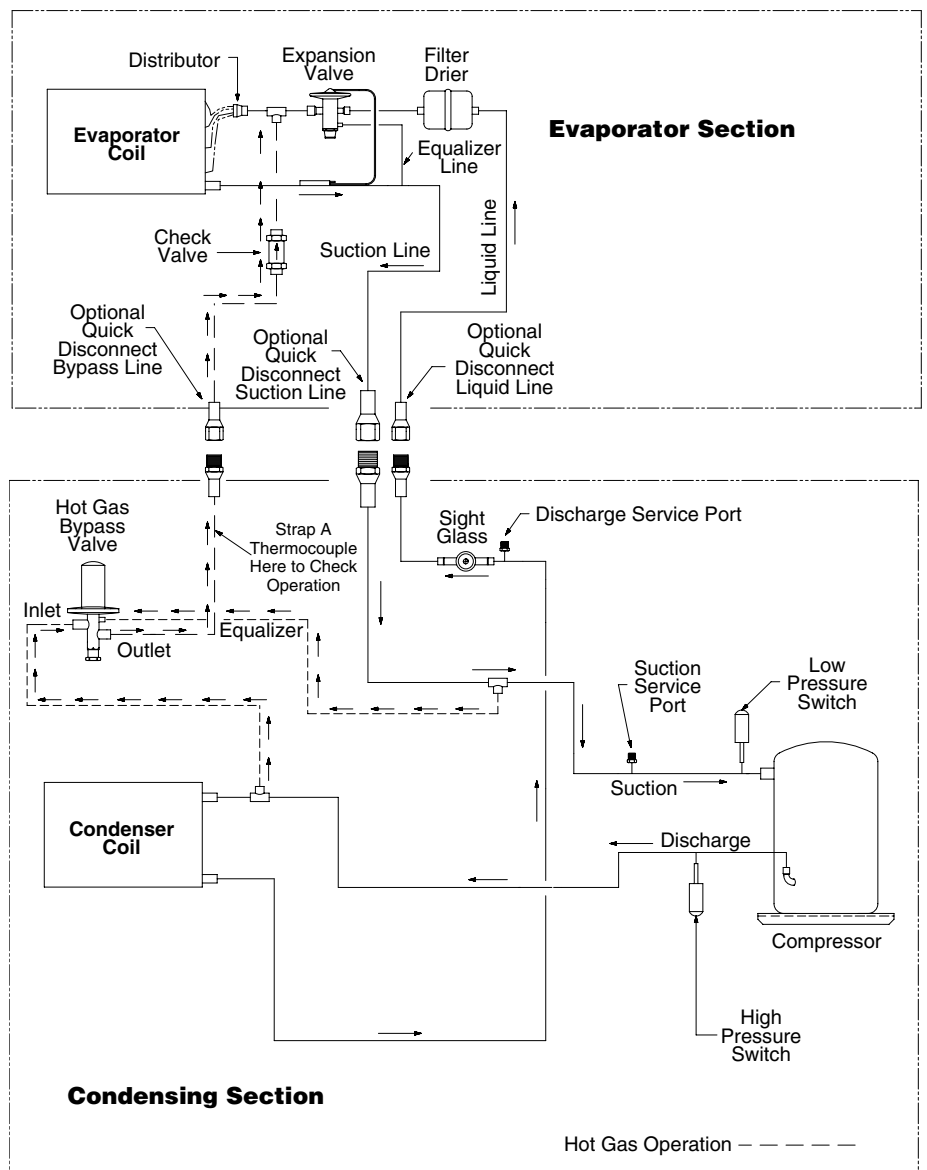 Distributor
Expansion
Valve
Filter
Drier
Evaporator
Coil
Evaporator Section
Equalizer
Line
Check
Valve
Suction Line
Liquid Line
Optional
Quick
Disconnect
Bypass Line
Optional
Quick
Disconnect
Suction Line
Optional
Quick
Disconnect
Liquid Line
Hot Gas
Bypass
Valve
Strap A
Thermocouple
Here to Check
Operation
Sight
Glass
Discharge Service Port
Inlet
Outlet
Equalizer
Suction
Service
Port
Low
Pressure
Switch
Suction
Condenser
Coil
Discharge
Compressor
High
Pressure
Switch
Condensing Section
Hot Gas Operation